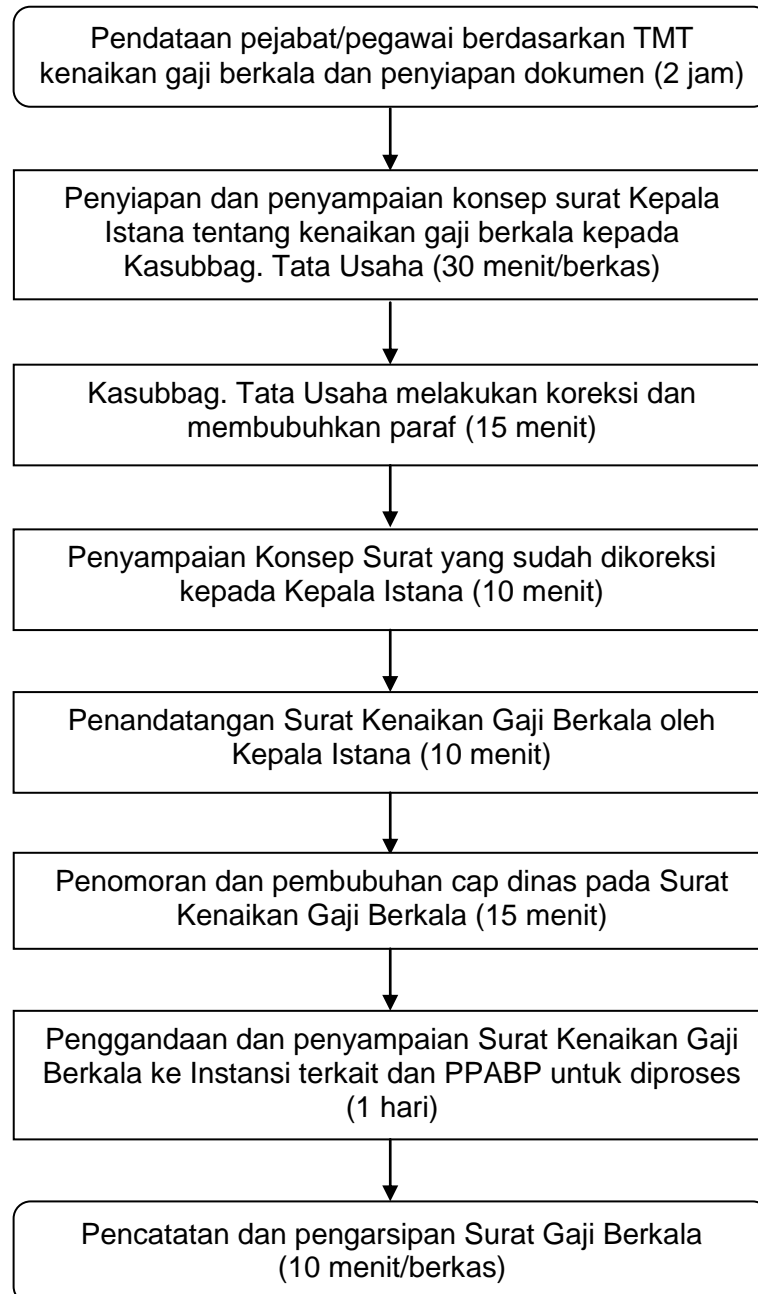 Pendataan pejabat/pegawai berdasarkan TMT
kenaikan gaji berkala dan penyiapan dokumen (2 jam)
Penyiapan dan penyampaian konsep surat Kepala
Istana tentang kenaikan gaji berkala kepada
Kasubbag. Tata Usaha (30 menit/berkas)
Kasubbag. Tata Usaha melakukan koreksi dan
membubuhkan paraf (15 menit)
Penyampaian Konsep Surat yang sudah dikoreksi
kepada Kepala Istana (10 menit)
Penandatangan Surat Kenaikan Gaji Berkala oleh
Kepala Istana (10 menit)
Penomoran dan pembubuhan cap dinas pada Surat
Kenaikan Gaji Berkala (15 menit)
Penggandaan dan penyampaian Surat Kenaikan Gaji
Berkala ke Instansi terkait dan PPABP untuk diproses
(1 hari)
Pencatatan dan pengarsipan Surat Gaji Berkala
(10 menit/berkas)